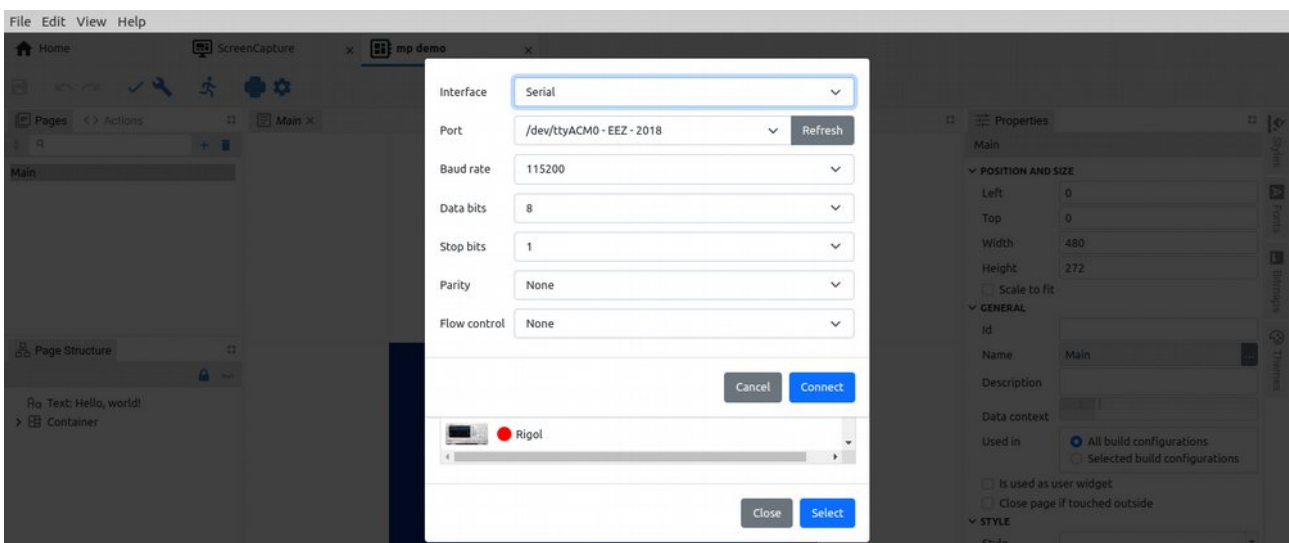 File Edit View Help
Home
ScreenCapture
mp demo
Pages
Actions
Main
Main
Page Structure
Text: Hello, world!
Container
Interface Serial
Port /dev/ttyACM0 - EEZ - 2018 Refresh
Baud rate 115200
Data bits 8
Stop bits 1
Parity None
Flow control None
Cancel Connect
Rigol
Close Select
Properties
Main
POSITION AND SIZE
Left 0
Top 0
Width 480
Height 272
Scale to fit
GENERAL
Id
Name Main
Description
Data context
Used in All build configurations
Selected build configurations
Is used as user widget
Close page if touched outside
STYLE
Style
Styles
Fonts
Bitmaps
Themes